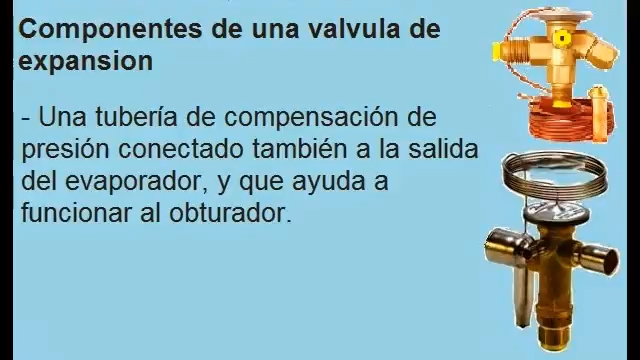 Componentes de una valvula de
expansion
- Una tubería de compensación de
presión conectado también a la salida
del evaporador, y que ayuda a
funcionar al obturador.